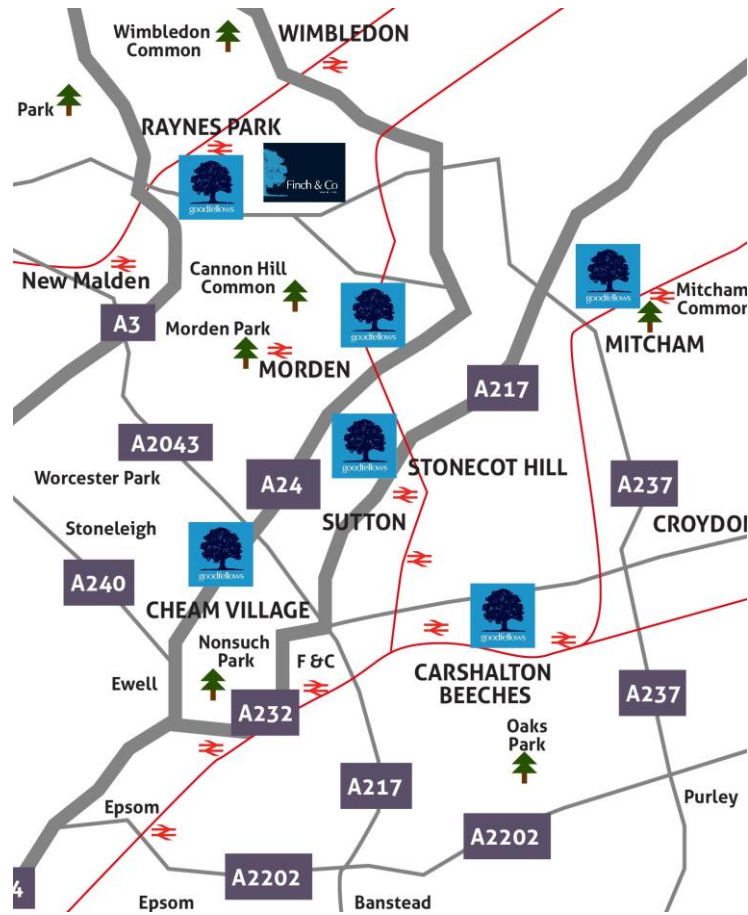 Wimbledon
Common
WIMBLEDON
Park
RAYNES PARK
goodfellows
Finch & Co
New Malden
Cannon Hill
Common
goodfellows
Mitcham
Common
A3
Morden Park
goodfellows
MITCHAM
MORDEN
A217
A2043
goodfellows
STONECOT HILL
Worcester Park
A24
A237
SUTTON
CROYDON
Stoneleigh
goodfellows
A240
CHEAM VILLAGE
goodfellows
Nonsuch
Park
F & C
CARSHALTON
BEECHES
Ewell
A237
A232
Oaks
Park
A217
Purley
Epsom
A2202
A2202
4
Epsom
Banstead